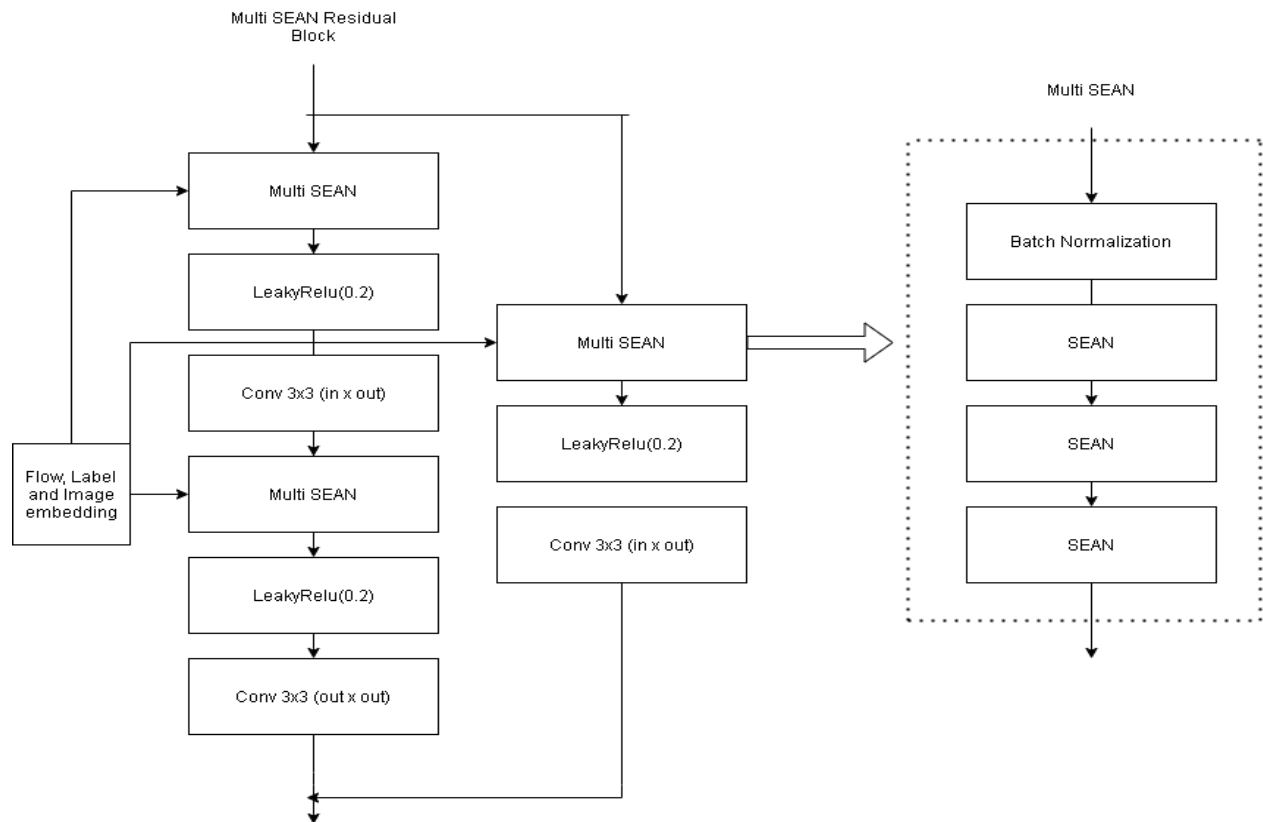 Multi SEAN Residual
Block
Multi SEAN
LeakyRelu(0.2)
Conv 3x3 (in x out)
Flow, Label
and Image
embedding
Multi SEAN
LeakyRelu(0.2)
Conv 3x3 (out x out)
Multi SEAN
LeakyRelu(0.2)
Conv 3x3 (in x out)
Multi SEAN
Batch Normalization
SEAN
SEAN
SEAN